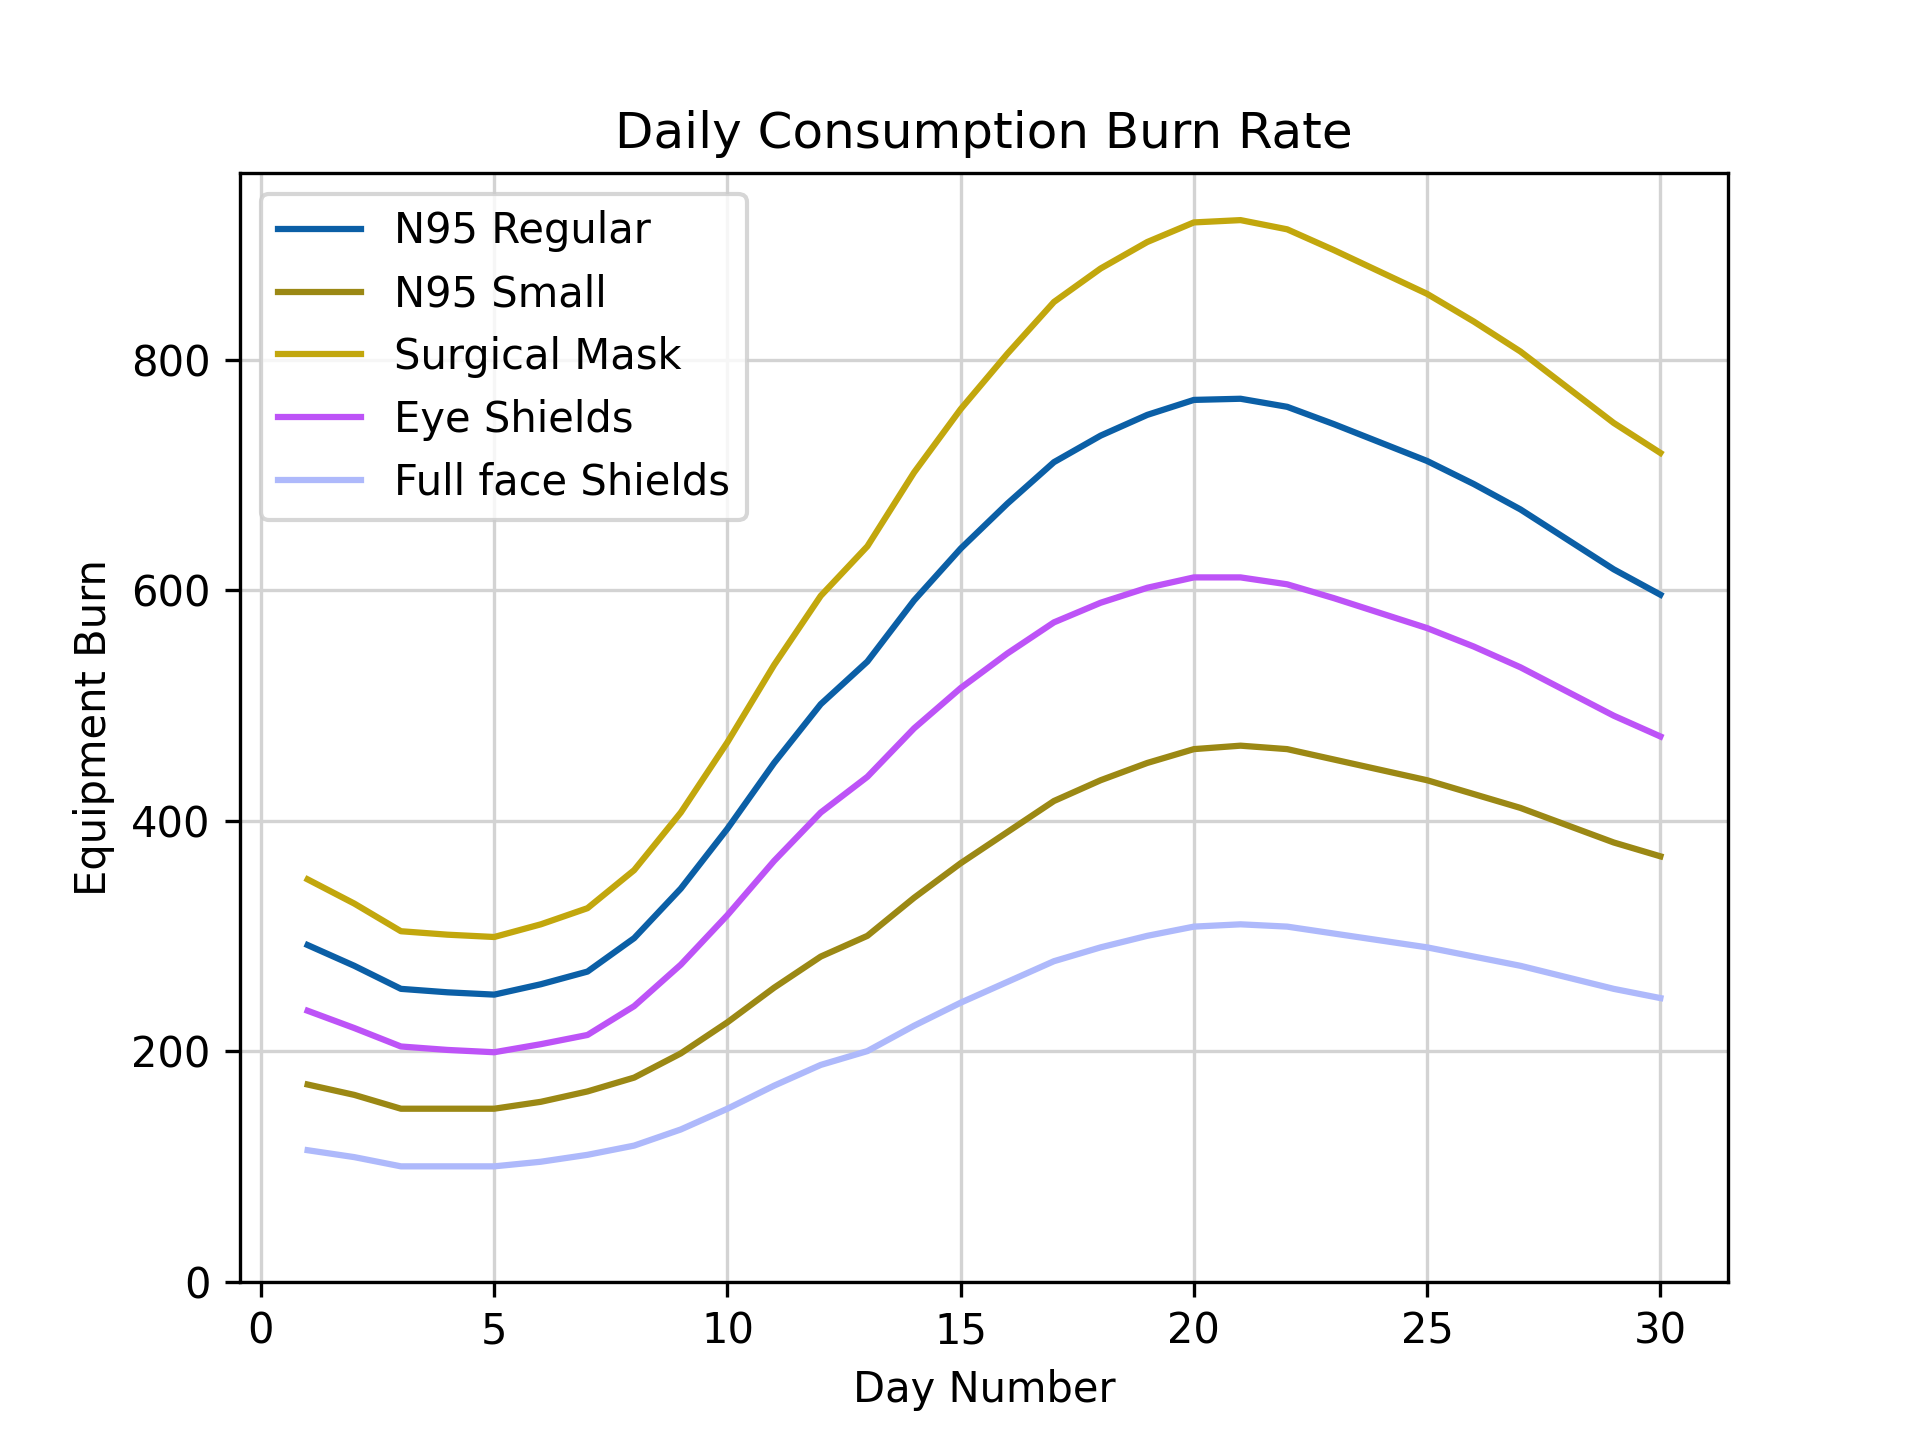 Daily Consumption Burn Rate
N95 Regular
N95 Small
Surgical Mask
Eye Shields
Full face Shields
Equipment Burn
800
600
400
200
0
0 5 10 15 20 25 30
Day Number